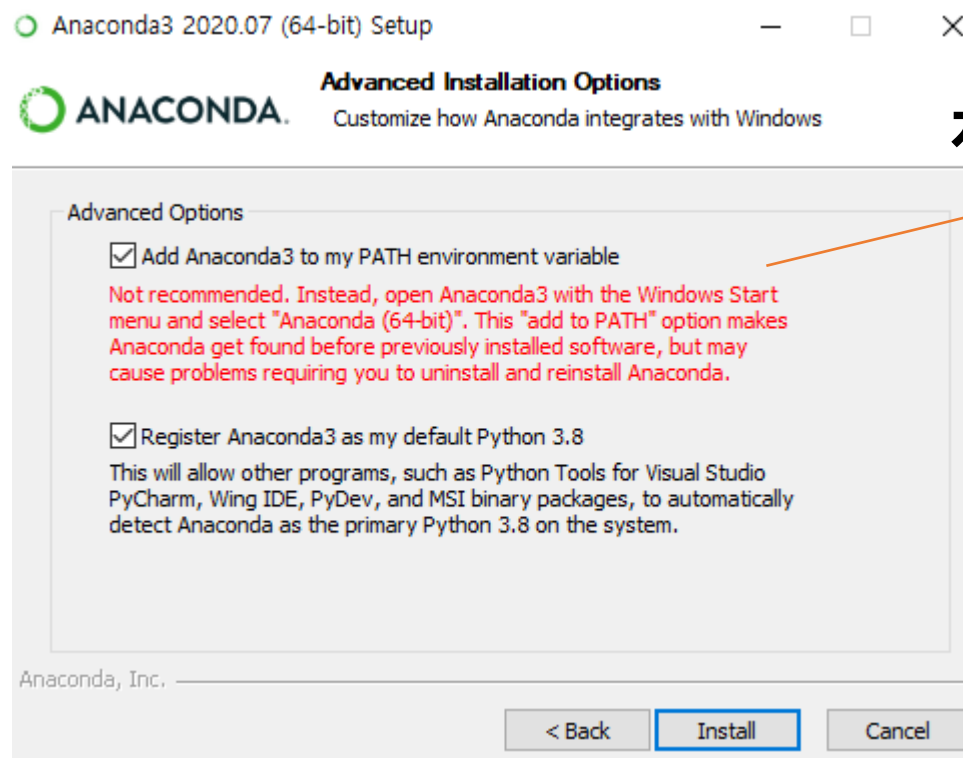 Anaconda3 2020.07 (64-bit) Setup
Advanced Installation Options
ANACONDA.
Customize how Anaconda integrates with Windows
Advanced Options
Add Anaconda3 to my PATH environment variable
Not recommended. Instead, open Anaconda3 with the Windows Start
menu and select "Anaconda (64-bit)". This "add to PATH" option makes
Anaconda get found before previously installed software, but may
cause problems requiring you to uninstall and reinstall Anaconda.
Register Anaconda3 as my default Python 3.8
This will allow other programs, such as Python Tools for Visual Studio
PyCharm, Wing IDE, PyDev, and MSI binary packages, to automatically
detect Anaconda as the primary Python 3.8 on the system.
Anaconda, Inc.
< Back Install Cancel